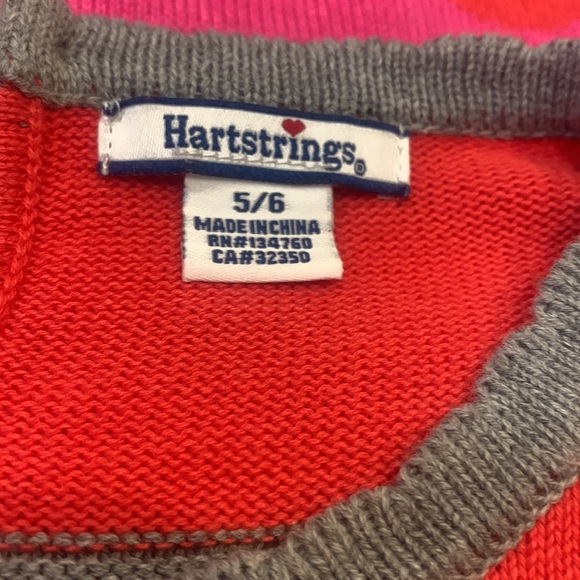 Hartstrings®
5/6
MADE IN CHINA
RN#134760
CA#32350